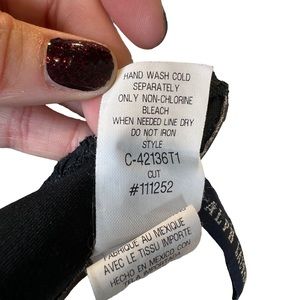 HAND WASH COLD
SEPARATELY
ONLY NON-CHLORINE
BLEACH
WHEN NEEDED LINE DRY
DO NOT IRON
STYLE
C-42136T1
CUT
#111252
FABRIQUE AU MEXIQUE
AVEC LE TISSU IMPORTE
HECHO EN MEXICO CON